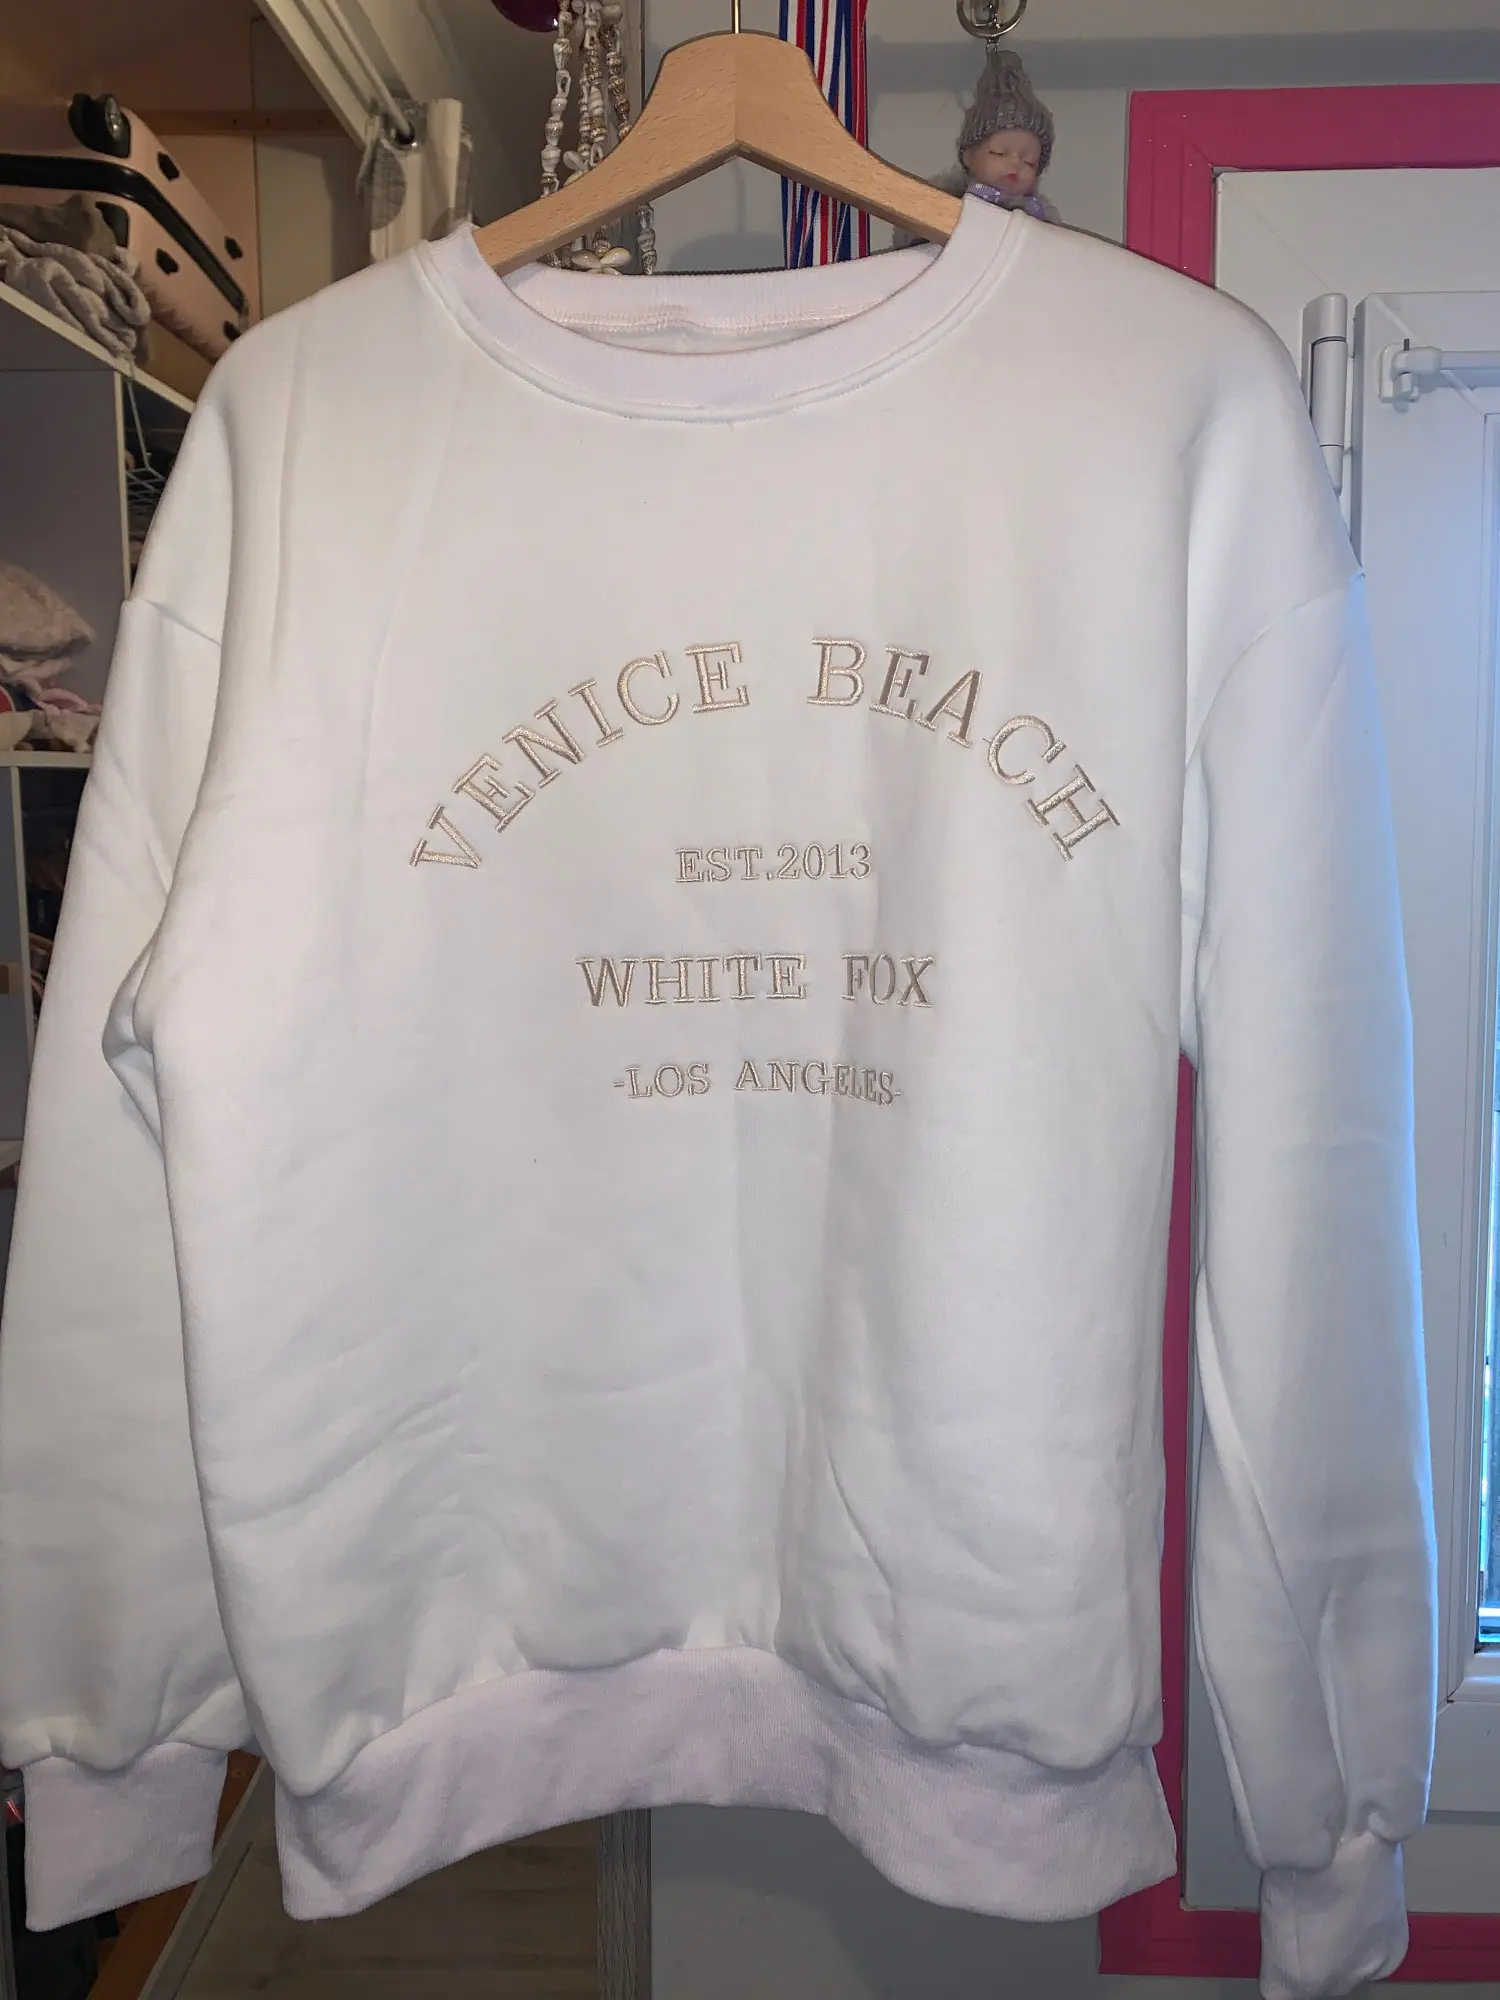 VENICE BEACH
EST.2013
WHITE FOX
-LOS ANGELES-